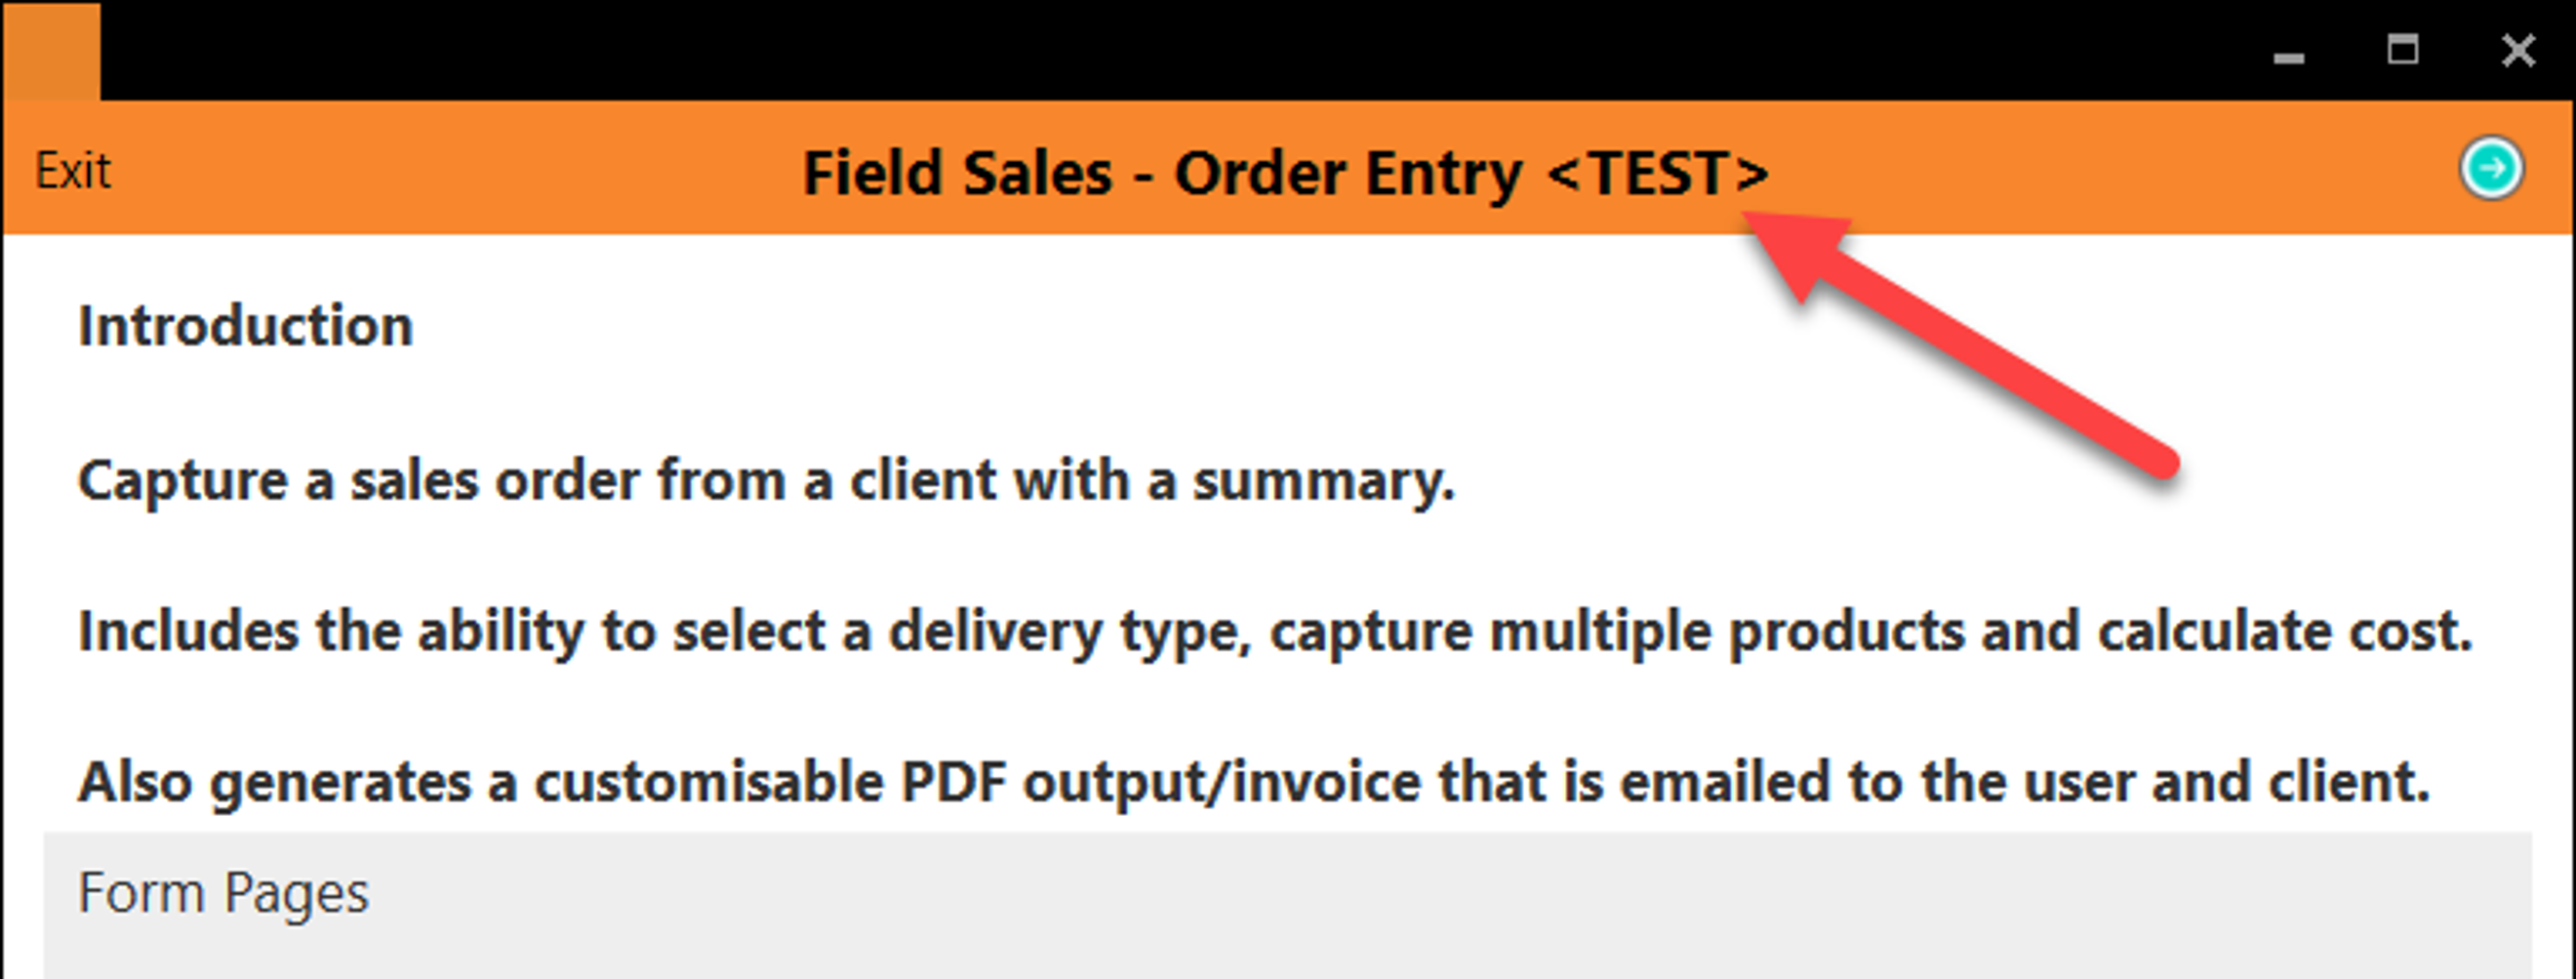 Exit
Field Sales - Order Entry <TEST>
Introduction
Capture a sales order from a client with a summary.
Includes the ability to select a delivery type, capture multiple products and calculate cost.
Also generates a customisable PDF output/invoice that is emailed to the user and client.
Form Pages